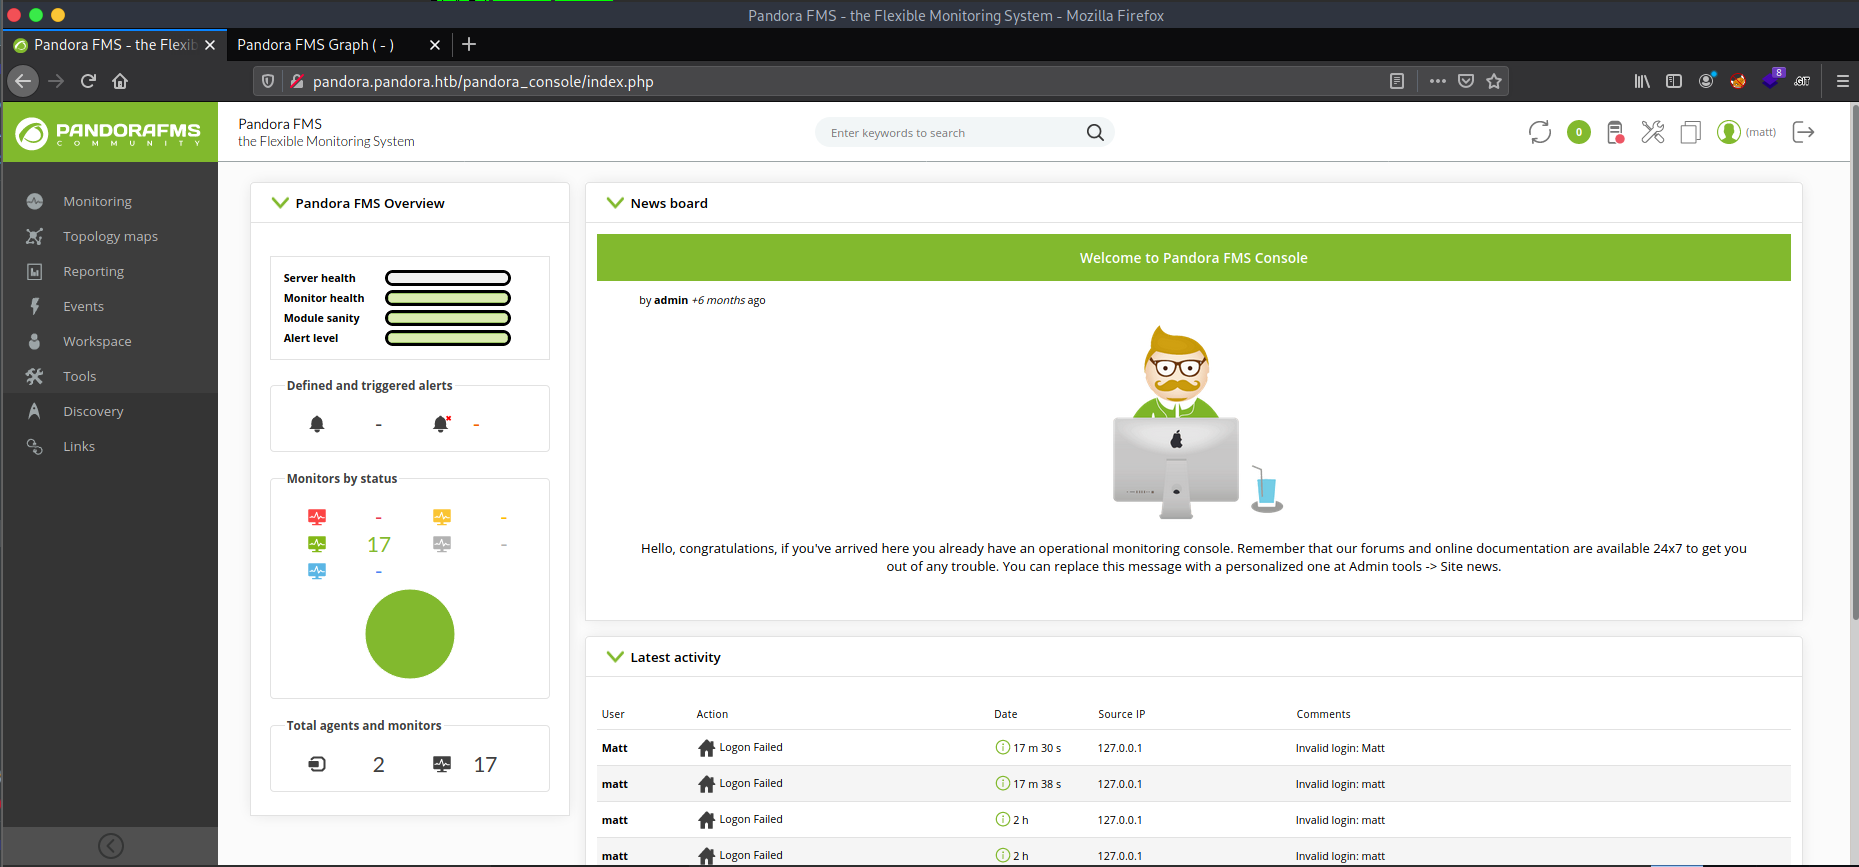 Pandora FMS - the Flexible Monitoring System - Mozilla Firefox
Pandora FMS - the Flexib
Pandora FMS Graph ( - )
pandora.pandora.htb/pandora_console/index.php
8
.GIT
PANDORAFMS
COMMUNITY
Pandora FMS
the Flexible Monitoring System
Enter keywords to search
0
(matt)
Monitoring
Topology maps
Reporting
Events
Workspace
Tools
Discovery
Links
Pandora FMS Overview
Server health
Monitor health
Module sanity
Alert level
Defined and triggered alerts
- -
Monitors by status
- -
17 -
-
Total agents and monitors
2 17
News board
Welcome to Pandora FMS Console
by admin +6 months ago
Hello, congratulations, if you've arrived here you already have an operational monitoring console. Remember that our forums and online documentation are available 24x7 to get you
out of any trouble. You can replace this message with a personalized one at Admin tools -> Site news.
Latest activity
User Action Date Source IP Comments
Matt Logon Failed 17 m 30 s 127.0.0.1 Invalid login: Matt
matt Logon Failed 17 m 38 s 127.0.0.1 Invalid login: matt
matt Logon Failed 2 h 127.0.0.1 Invalid login: matt
matt Logon Failed 2 h 127.0.0.1 Invalid login: matt